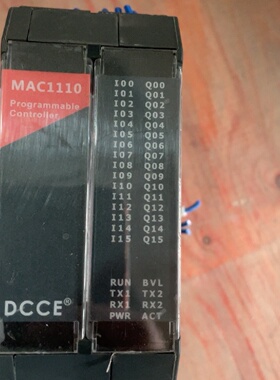 MAC1110
Programmable
Controller
I00 Q00
I01 Q01
I02 Q02
I03 Q03
I04 Q04
I05 Q05
I06 Q06
I07 Q07
I08 Q08
I09 Q09
I10 Q10
I11 Q11
I12 Q12
I13 Q13
I14 Q14
I15 Q15
RUN BVL
TX1 TX2
RX1 RX2
PWR ACT
DCCE®